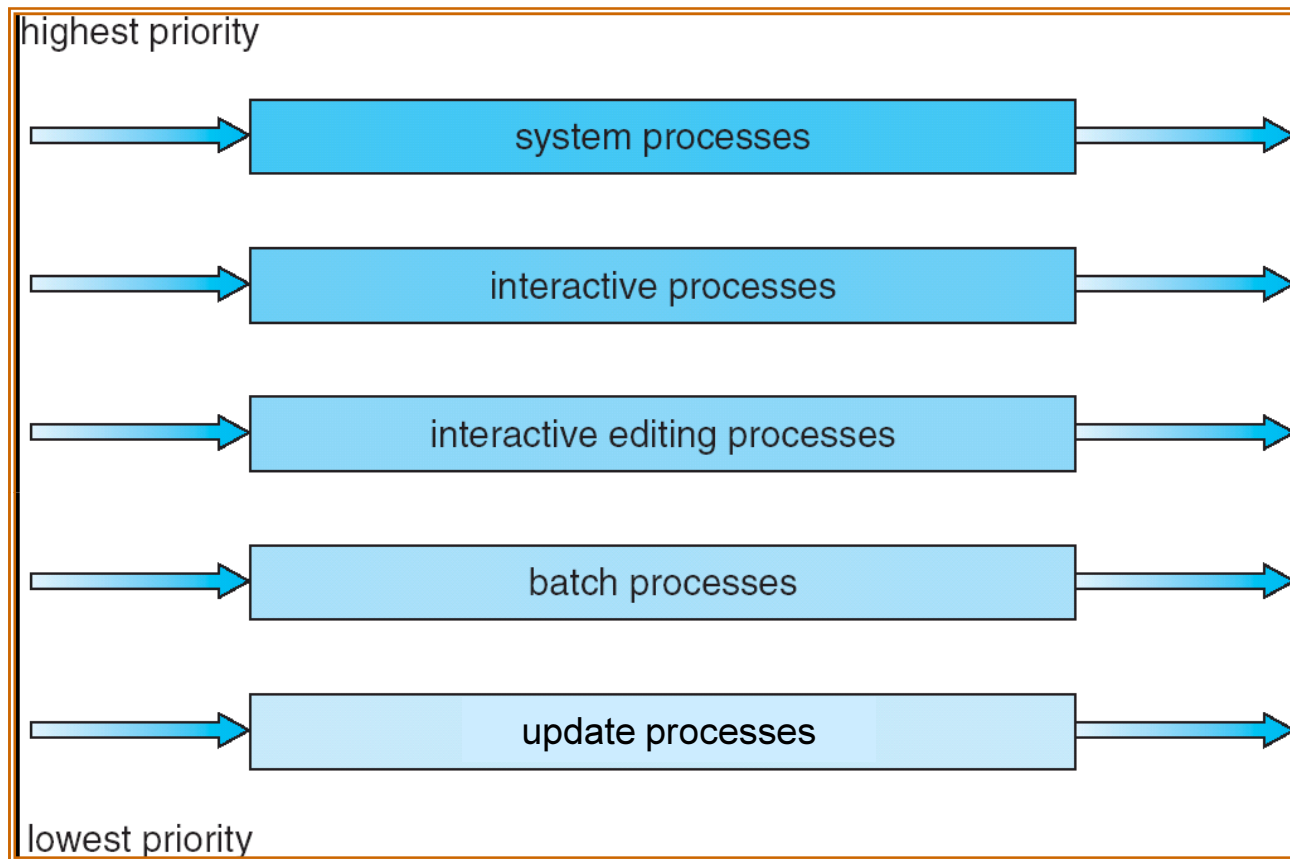 highest priority
system processes
interactive processes
interactive editing processes
batch processes
update processes
lowest priority